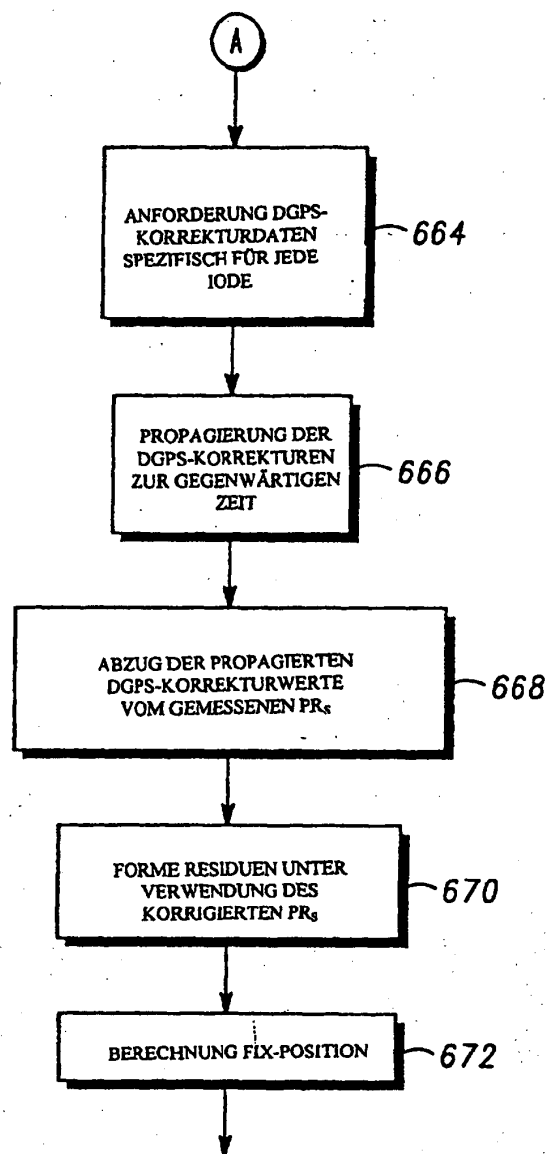 A
ANFORDERUNG DGPS-
KORREKTURDATEN
SPEZIFISCH FÜR JEDE
IODE
664
PROPAGIERUNG DER
DGPS-KORREKTUREN
ZUR GEGENWÄRTIGEN
ZEIT
666
ABZUG DER PROPAGIERTEN
DGPS-KORREKTURWERTE
VOM GEMESSENEN PRs
668
FORME RESIDUEN UNTER
VERWENDUNG DES
KORRIGIERTEN PRs
670
BERECHNUNG FIX-POSITION
672